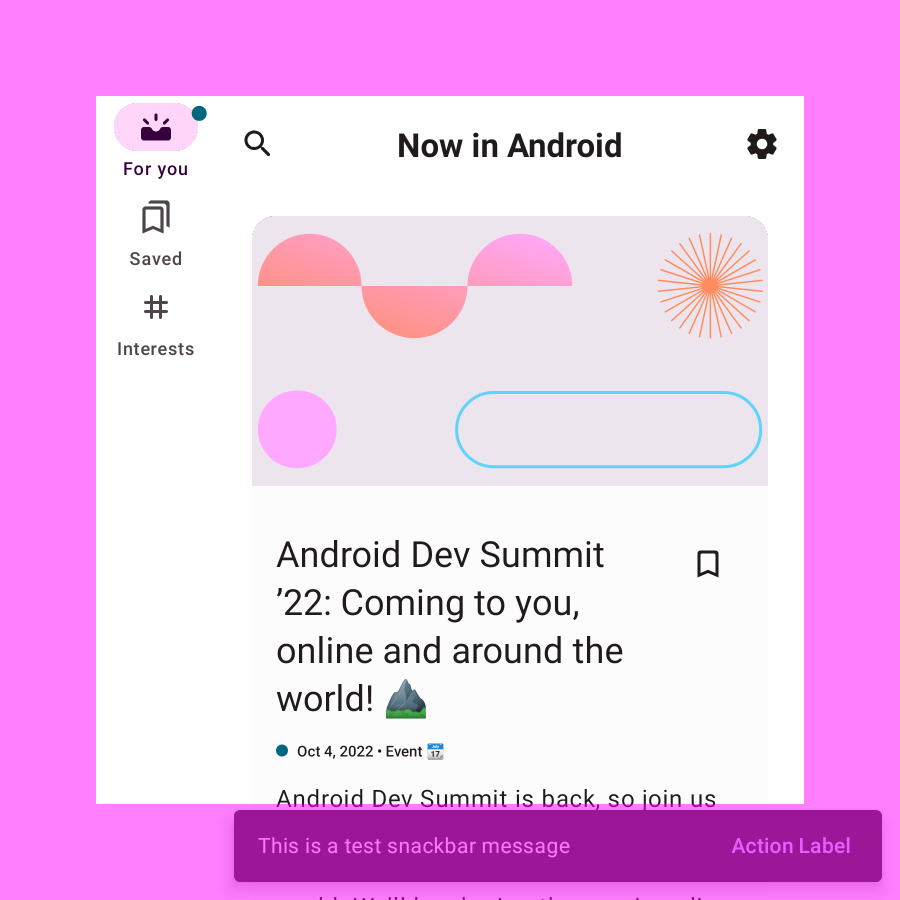 For you
Saved
Interests
Now in Android
Android Dev Summit
’22: Coming to you,
online and around the
world! ⛰️
Oct 4, 2022 • Event 📆
Android Dev Summit is back, so join us
This is a test snackbar message
Action Label